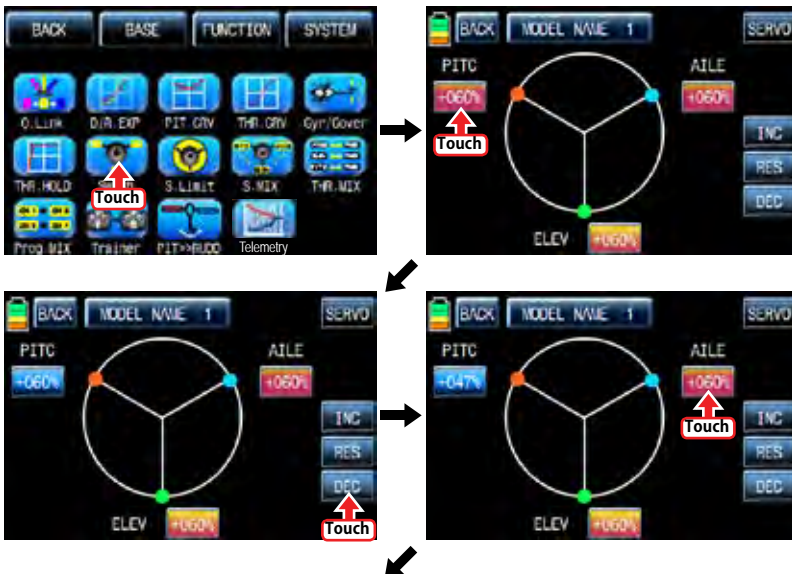 BACK BASE FUNCTION SYSTEM
Q.Link D/R.EXP PIT.CRV THR.CRV Gyr/Gover
THR.HOLD S.Limit S.MIX THR.MIX
Touch
Prog.MIX Trainer PIT>>RUDD Telemetry
BACK MODEL NAME 1 SERVO
PITC AILE
+060% +060%
Touch
INC
RES
DEC
ELEV +060%
BACK MODEL NAME 1 SERVO
PITC AILE
+060% +060%
INC
RES
DEC
ELEV +060% Touch
BACK MODEL NAME 1 SERVO
PITC AILE
+047% +060%
Touch
INC
RES
DEC
ELEV +060%